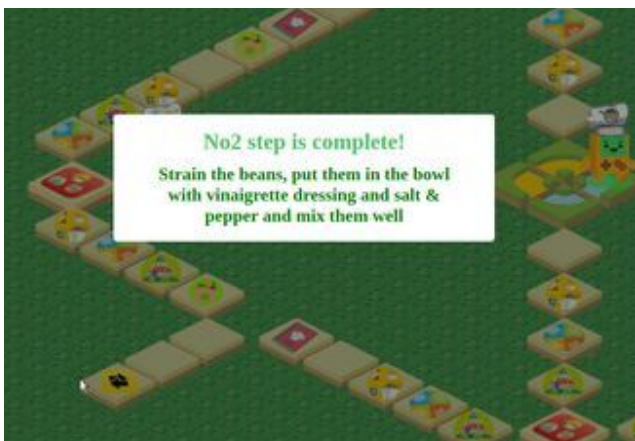 No2 step is complete!
Strain the beans, put them in the bowl
with vinaigrette dressing and salt &
pepper and mix them well